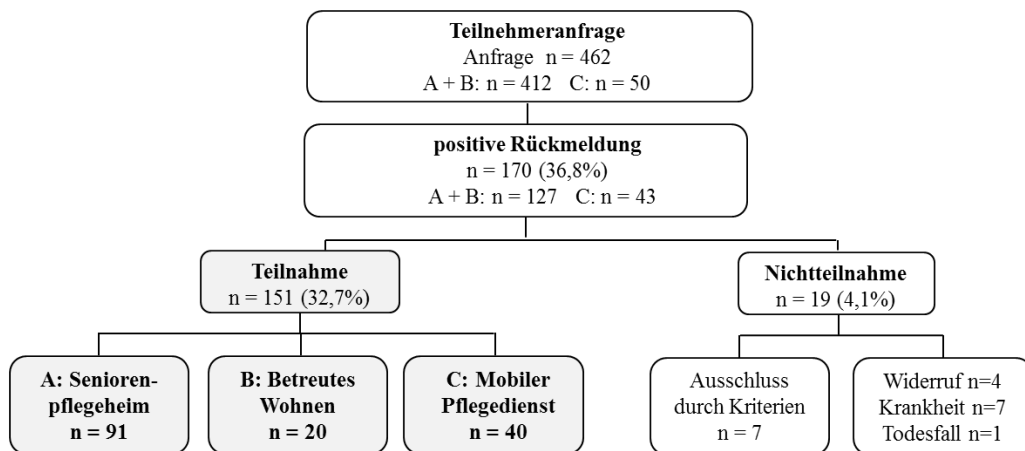 Teilnehmeranfrage
Anfrage n = 462
A + B: n = 412 C: n = 50
positive Rückmeldung
n = 170 (36,8%)
A + B: n = 127 C: n = 43
Teilnahme
n = 151 (32,7%)
Nichtteilnahme
n = 19 (4,1%)
A: Senioren-
pflegeheim
n = 91
B: Betreutes
Wohnen
n = 20
C: Mobiler
Pflegedienst
n = 40
Ausschluss
durch Kriterien
n = 7
Widerruf n=4
Krankheit n=7
Todesfall n=1